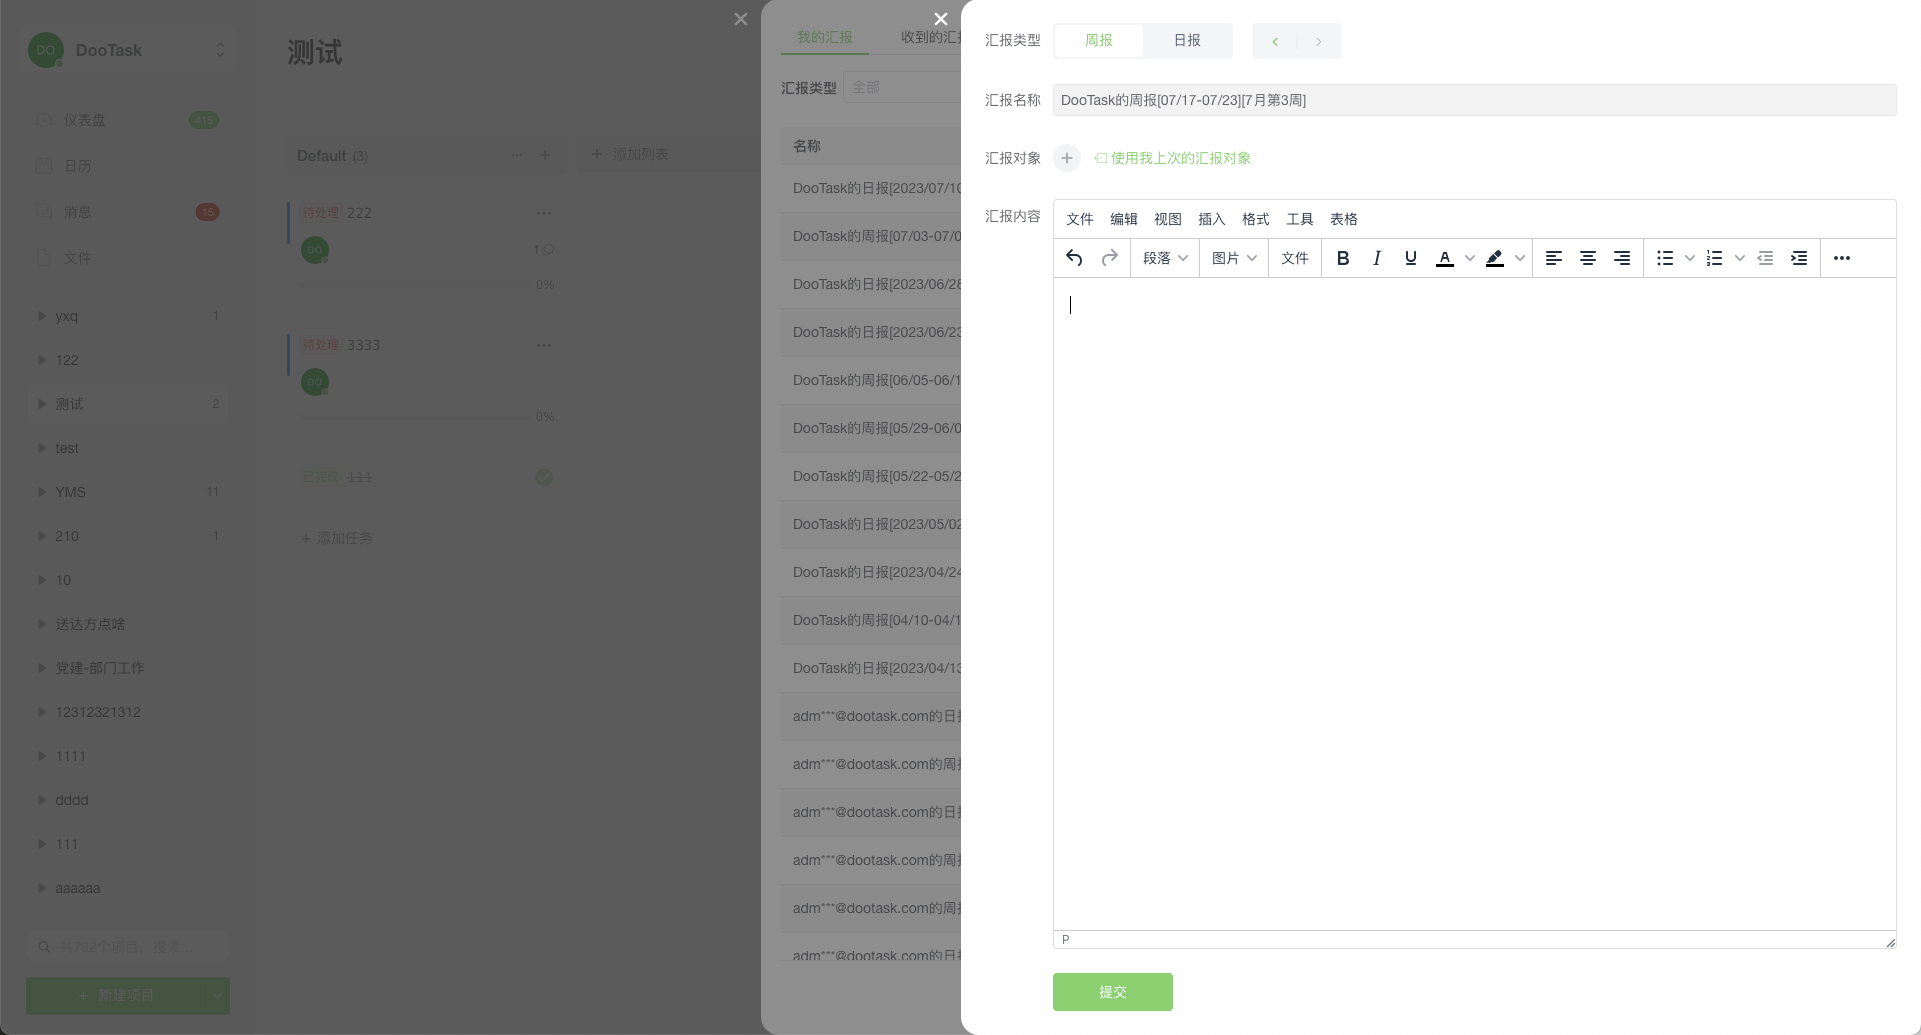 DO DooTask
仪表盘 415
日历
消息 15
文件
yxq 1
122
测试 2
test
YMS 11
210 1
10
送达方点啥
党建-部门工作
12312321312
1111
dddd
111
aaaaaa
共792个项目，搜索...
+ 新建项目
测试
Default (3) ... +
+ 添加列表
待处理 222 ...
DO 1
0%
待处理 3333 ...
DO
0%
已完成 111
+ 添加任务
我的汇报 收到的汇
汇报类型 全部
名称
DooTask的日报[2023/07/10
DooTask的周报[07/03-07/0
DooTask的日报[2023/06/28
DooTask的日报[2023/06/23
DooTask的周报[06/05-06/1
DooTask的周报[05/29-06/0
DooTask的周报[05/22-05/2
DooTask的日报[2023/05/02
DooTask的日报[2023/04/24
DooTask的周报[04/10-04/1
DooTask的日报[2023/04/13
adm***@dootask.com的日报
adm***@dootask.com的周报
adm***@dootask.com的日报
adm***@dootask.com的周报
adm***@dootask.com的周报
adm***@dootask.com的日报
汇报类型 周报 日报 < >
汇报名称 DooTask的周报[07/17-07/23][7月第3周]
汇报对象 + 使用我上次的汇报对象
汇报内容
文件 编辑 视图 插入 格式 工具 表格
段落 图片 文件 B I U A ...
P
提交